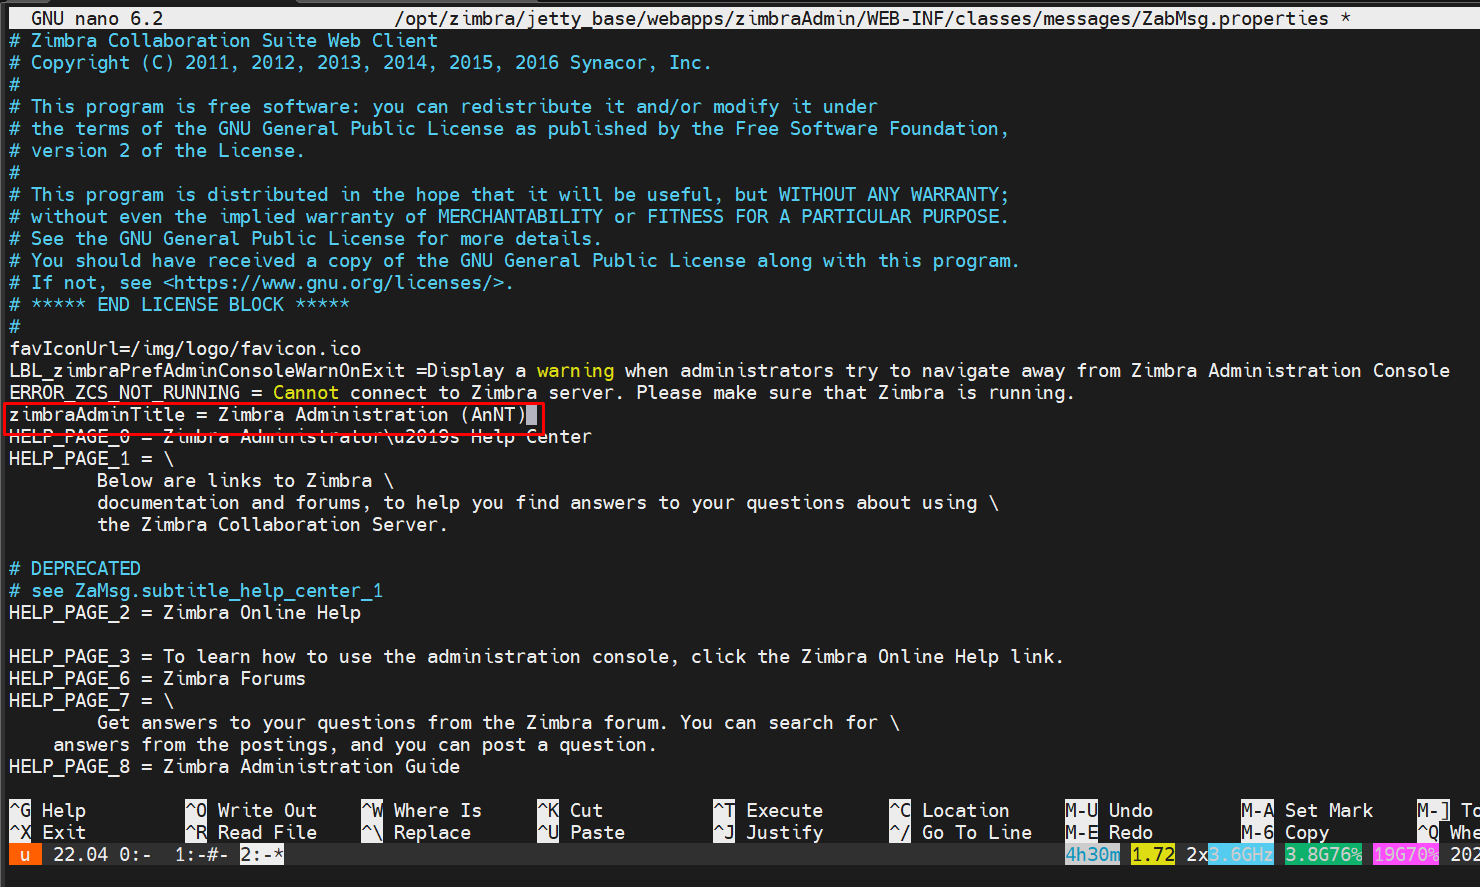 GNU nano 6.2 /opt/zimbra/jetty_base/webapps/zimbraAdmin/WEB-INF/classes/messages/ZabMsg.properties *
# Zimbra Collaboration Suite Web Client
# Copyright (C) 2011, 2012, 2013, 2014, 2015, 2016 Synacor, Inc.
#
# This program is free software: you can redistribute it and/or modify it under
# the terms of the GNU General Public License as published by the Free Software Foundation,
# version 2 of the License.
#
# This program is distributed in the hope that it will be useful, but WITHOUT ANY WARRANTY;
# without even the implied warranty of MERCHANTABILITY or FITNESS FOR A PARTICULAR PURPOSE.
# See the GNU General Public License for more details.
# You should have received a copy of the GNU General Public License along with this program.
# If not, see <https://www.gnu.org/licenses/>.
# ***** END LICENSE BLOCK *****
#
favIconUrl=/img/logo/favicon.ico
LBL_zimbraPrefAdminConsoleWarnOnExit =Display a warning when administrators try to navigate away from Zimbra Administration Console
ERROR_ZCS_NOT_RUNNING = Cannot connect to Zimbra server. Please make sure that Zimbra is running.
zimbraAdminTitle = Zimbra Administration (AnNT)
HELP_PAGE_0 = Zimbra Administrator\u2019s Help Center
HELP_PAGE_1 = \
Below are links to Zimbra \
documentation and forums, to help you find answers to your questions about using \
the Zimbra Collaboration Server.
# DEPRECATED
# see ZaMsg.subtitle_help_center_1
HELP_PAGE_2 = Zimbra Online Help
HELP_PAGE_3 = To learn how to use the administration console, click the Zimbra Online Help link.
HELP_PAGE_6 = Zimbra Forums
HELP_PAGE_7 = \
Get answers to your questions from the Zimbra forum. You can search for \
answers from the postings, and you can post a question.
HELP_PAGE_8 = Zimbra Administration Guide
^G Help ^O Write Out ^W Where Is ^K Cut ^T Execute ^C Location M-U Undo M-A Set Mark M-] To
^X Exit ^R Read File ^\ Replace ^U Paste ^J Justify ^/ Go To Line M-E Redo M-6 Copy ^Q Whe
u 22.04 0:- 1:-#- 2:-* 4h30m 1.72 2x3.6GHz 3.8G76% 19G70% 202